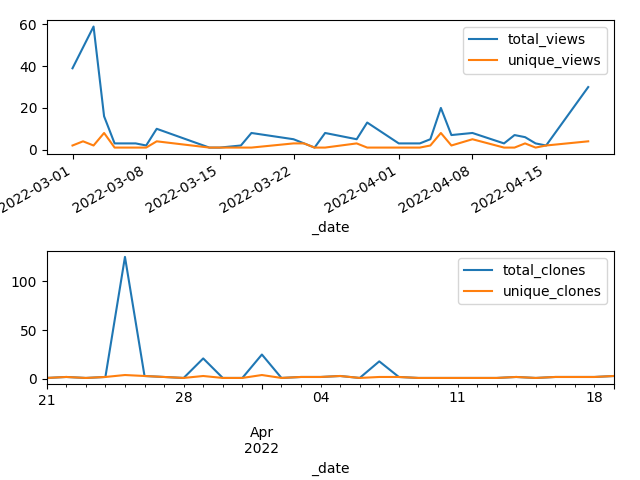 60
40
20
0
total_views
unique_views
2022-03-01
2022-03-08
2022-03-15
2022-03-22
2022-04-01
2022-04-08
2022-04-15
_date
100
50
0
total_clones
unique_clones
21
28
04
11
18
Apr
2022
_date